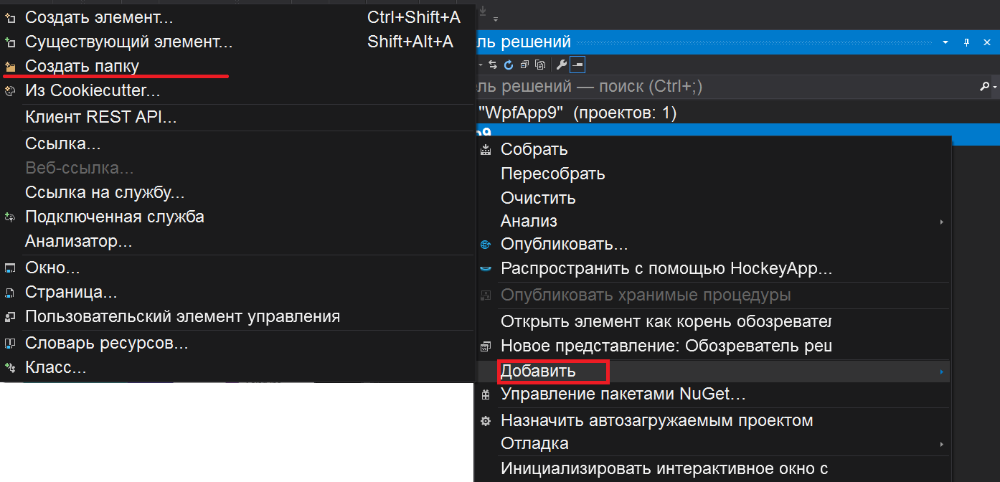 Создать элемент... Ctrl+Shift+A
Существующий элемент... Shift+Alt+A
Создать папку
Из Cookiecutter...
Клиент REST API...
Ссылка...
Веб-ссылка...
Ссылка на службу...
Подключенная служба
Анализатор...
Окно...
Страница...
Пользовательский элемент управления
Словарь ресурсов...
Класс...
ль решений
ль решений — поиск (Ctrl+;)
"WpfApp9" (проектов: 1)
p9
Собрать
Пересобрать
Очистить
Анализ
Опубликовать...
Распространить с помощью HockeyApp...
Опубликовать хранимые процедуры
Открыть элемент как корень обозревател
Новое представление: Обозреватель реш
Добавить
Управление пакетами NuGet...
Назначить автозагружаемым проектом
Отладка
Инициализировать интерактивное окно с